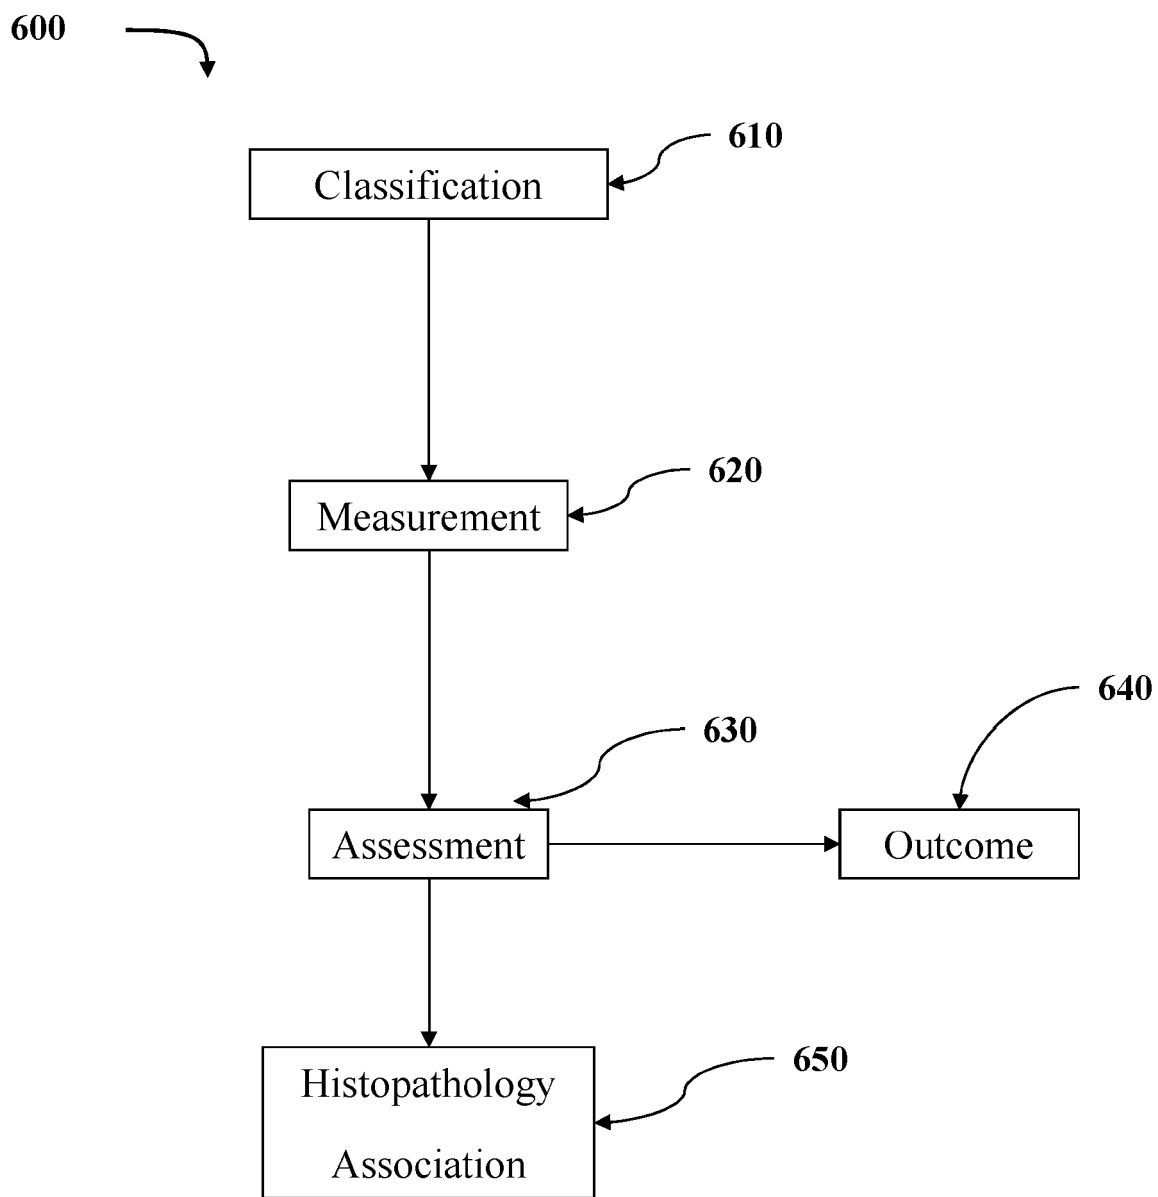 600
610
Classification
620
Measurement
640
630
Assessment
Outcome
650
Histopathology
Association